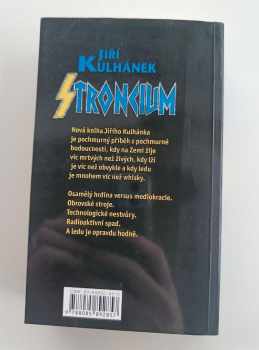 JIŘÍ
KULHÁNEK
STRONCIUM
Nová kniha Jiřího Kulhánka
je pochmurný příběh z pochmurné
budoucnosti, kdy na Zemi žije
víc mrtvých než živých, kdy lží
je víc než obvykle a kdy ledu
je mnohem víc než whisky.
Osamělý hrdina versus mediokracie.
Obrovské stroje.
Technologické nestvůry.
Radioaktivní spad.
A ledu je opravdu hodně.